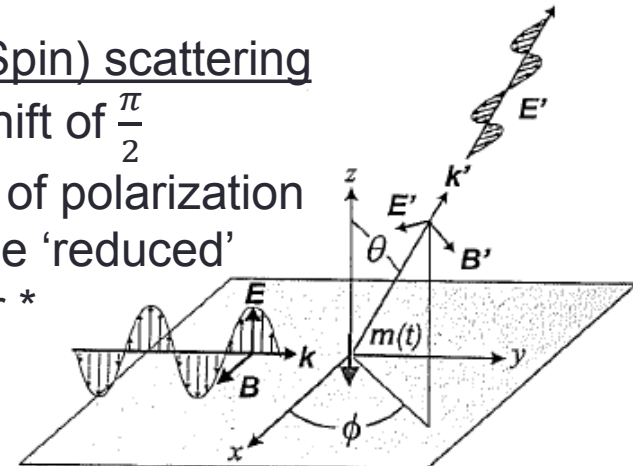 Spin) scattering
hift of π/2
of polarization
e ‘reduced’
*
E'
z
k'
E'
θ
B'
E
m(t)
k
y
B
x
ϕ